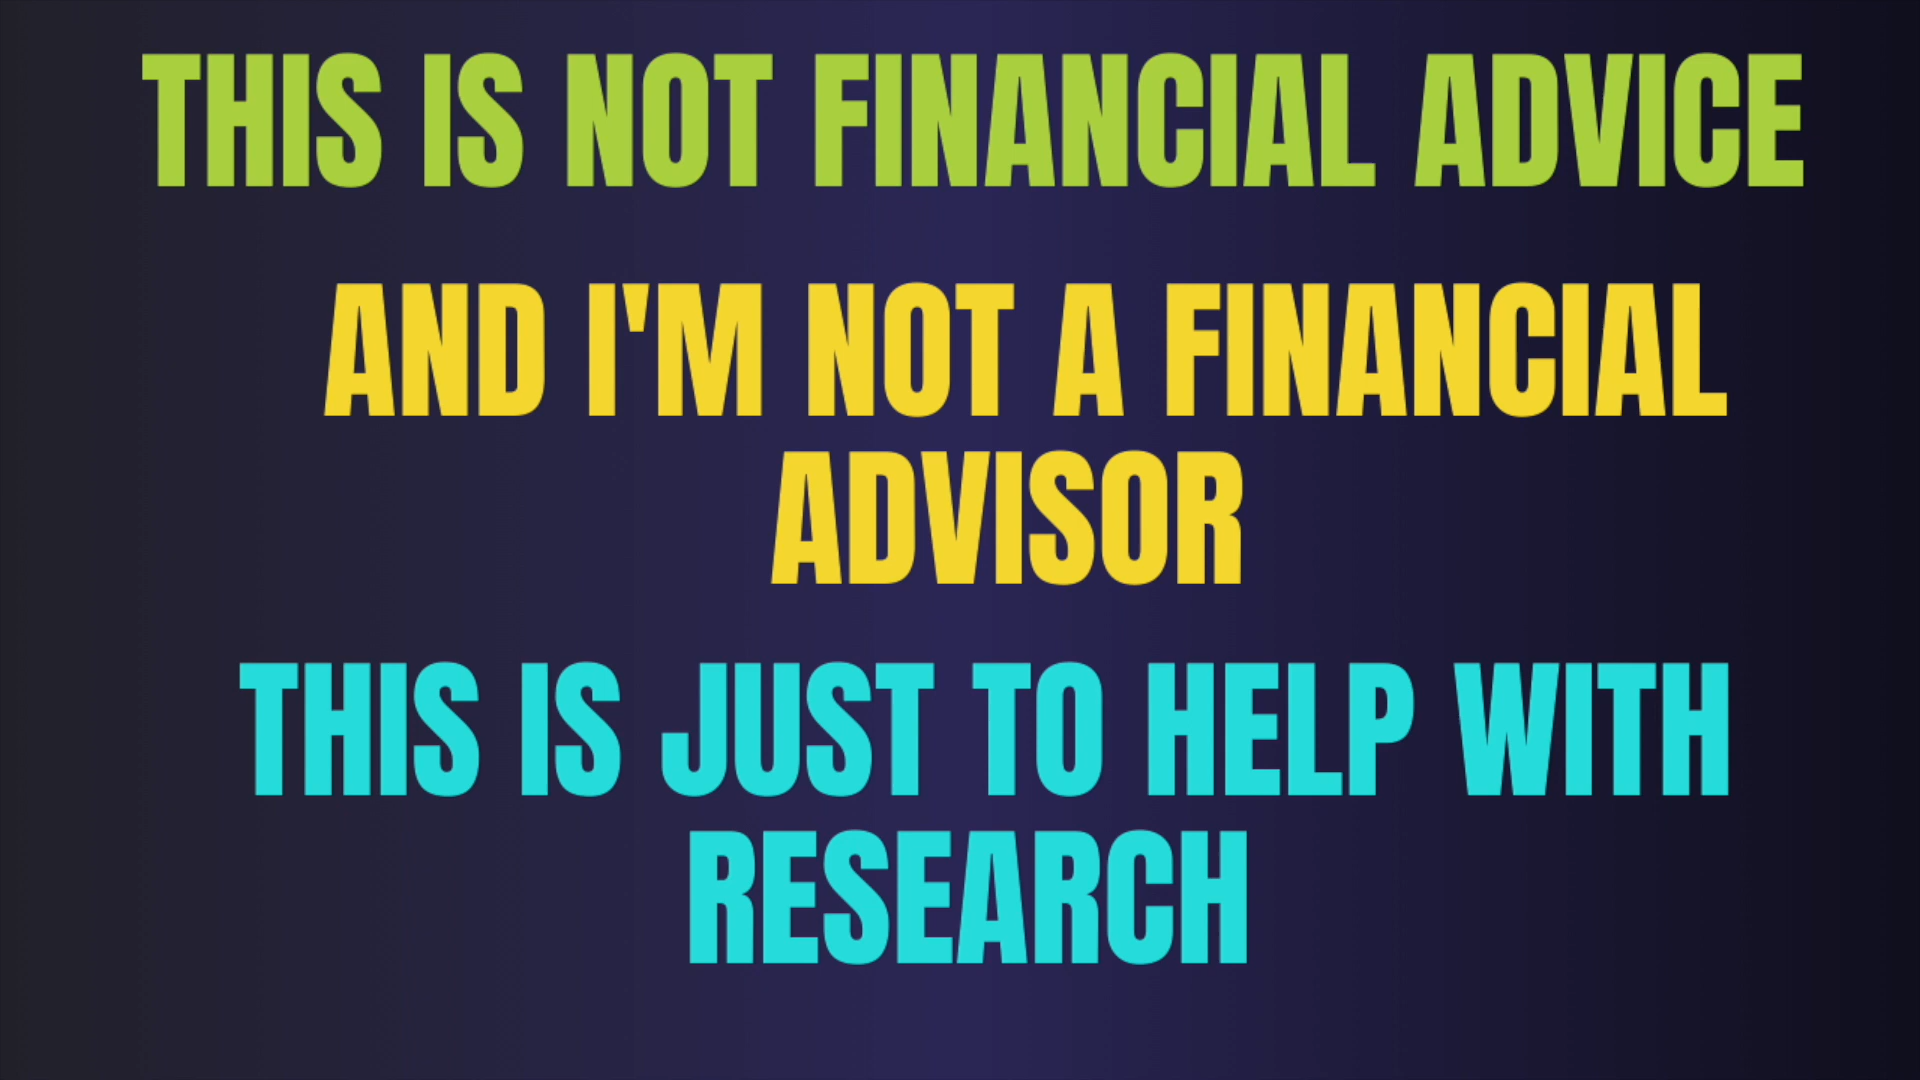 THIS IS NOT FINANCIAL ADVICE
AND I'M NOT A FINANCIAL
ADVISOR
THIS IS JUST TO HELP WITH
RESEARCH